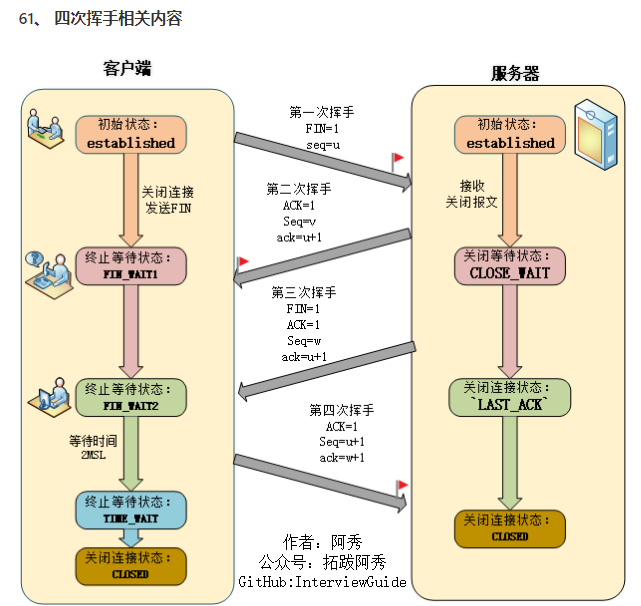 61、 四次挥手相关内容
客户端
服务器
初始状态：
established
关闭连接
发送FIN
终止等待状态：
FIN_WAIT1
终止等待状态：
FIN_WAIT2
等待时间
2MSL
终止等待状态：
TIME_WAIT
关闭连接状态：
CLOSED
第一次挥手
FIN=1
seq=u
第二次挥手
ACK=1
Seq=v
ack=u+1
第三次挥手
FIN=1
ACK=1
Seq=w
ack=u+1
第四次挥手
ACK=1
Seq=u+1
ack=w+1
初始状态：
established
接收
关闭报文
关闭等待状态：
CLOSE_WAIT
关闭连接状态：
`LAST_ACK`
关闭连接状态：
CLOSED
作者：阿秀
公众号：拓跋阿秀
GitHub:InterviewGuide